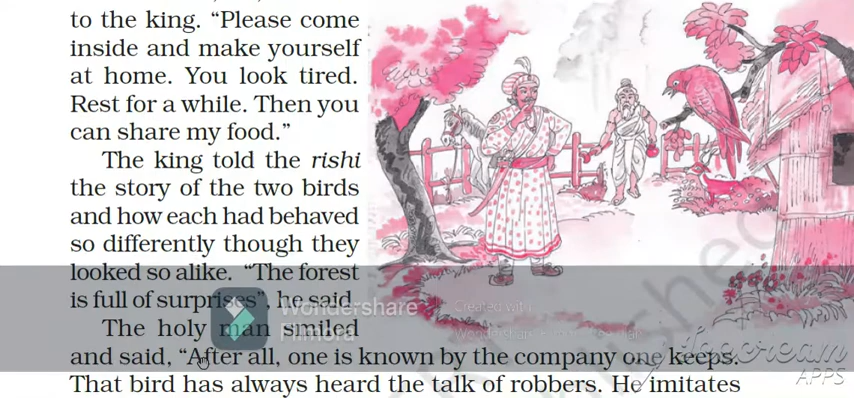 to the king. “Please come
inside and make yourself
at home. You look tired.
Rest for a while. Then you
can share my food.”
The king told the rishi
the story of the two birds
and how each had behaved
so differently though they
looked so alike. “The forest
is full of surprises”, he said
The holy man smiled
and said, “After all, one is known by the company one keeps.
That bird has always heard the talk of robbers. He imitates
Wondershare
Filmora
Created with
Wondershare
Icecream
APPS